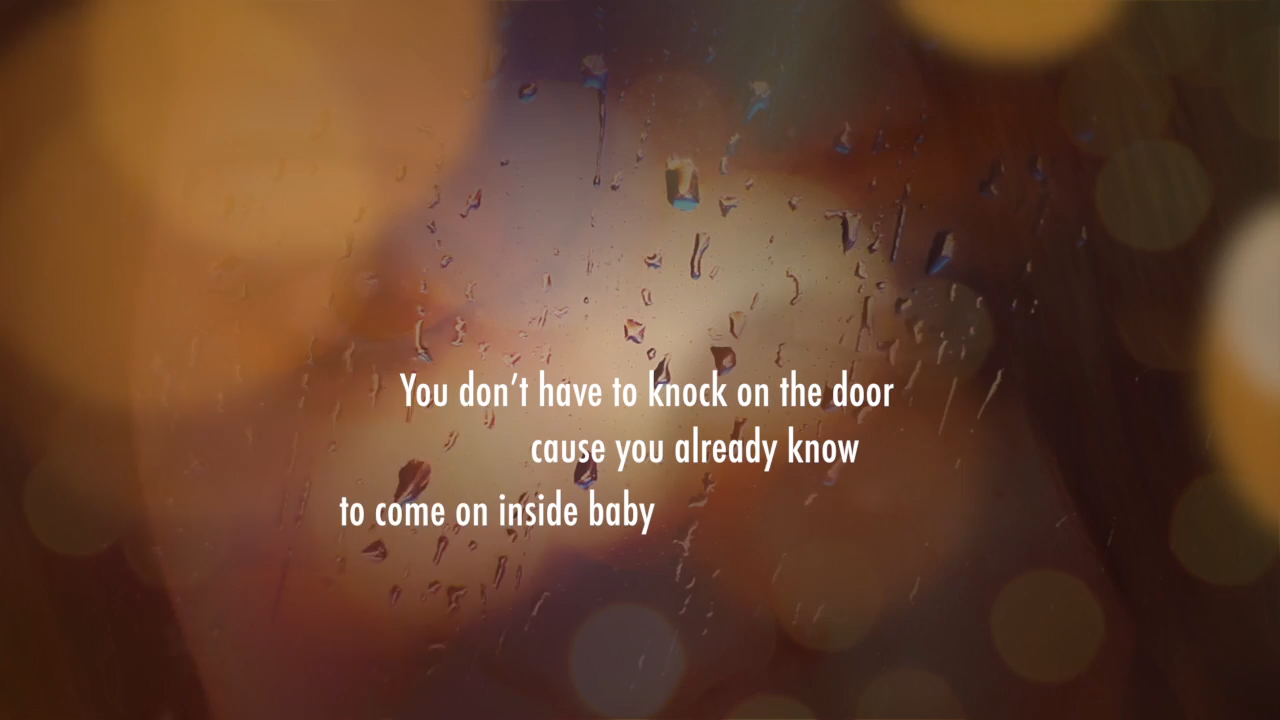 You don’t have to knock on the door
cause you already know
to come on inside baby